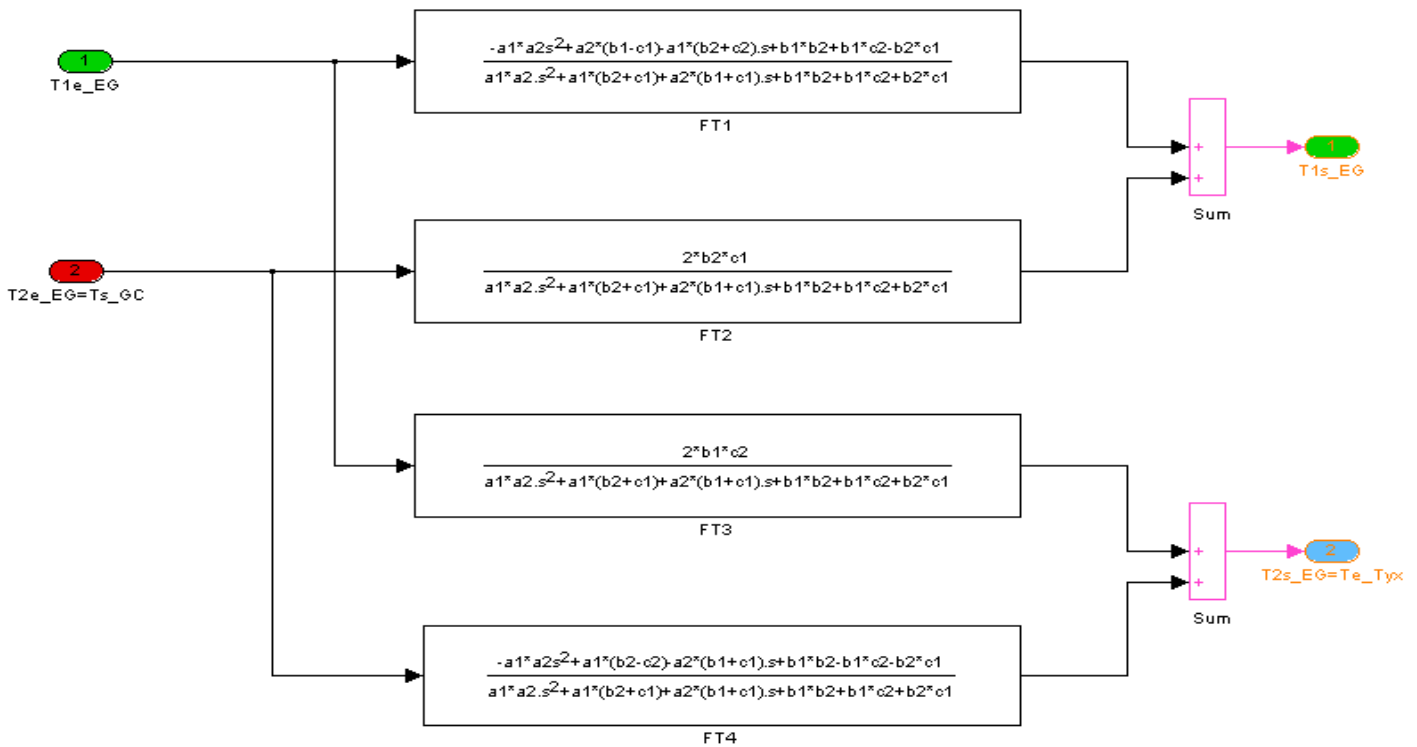 1
T1e_EG
-a1*a2s2+a2*(b1-c1)-a1*(b2+c2).s+b1*b2+b1*c2-b2*c1
a1*a2.s2+a1*(b2+c1)+a2*(b1+c1).s+b1*b2+b1*c2+b2*c1
FT1
+
+
Sum
1
T1s_EG
2
T2e_EG=Ts_GC
2*b2*c1
a1*a2.s2+a1*(b2+c1)+a2*(b1+c1).s+b1*b2+b1*c2+b2*c1
FT2
2*b1*c2
a1*a2.s2+a1*(b2+c1)+a2*(b1+c1).s+b1*b2+b1*c2+b2*c1
FT3
+
+
Sum
2
T2s_EG=Te_Tyx
-a1*a2s2+a1*(b2-c2)-a2*(b1+c1).s+b1*b2-b1*c2-b2*c1
a1*a2.s2+a1*(b2+c1)+a2*(b1+c1).s+b1*b2+b1*c2+b2*c1
FT4